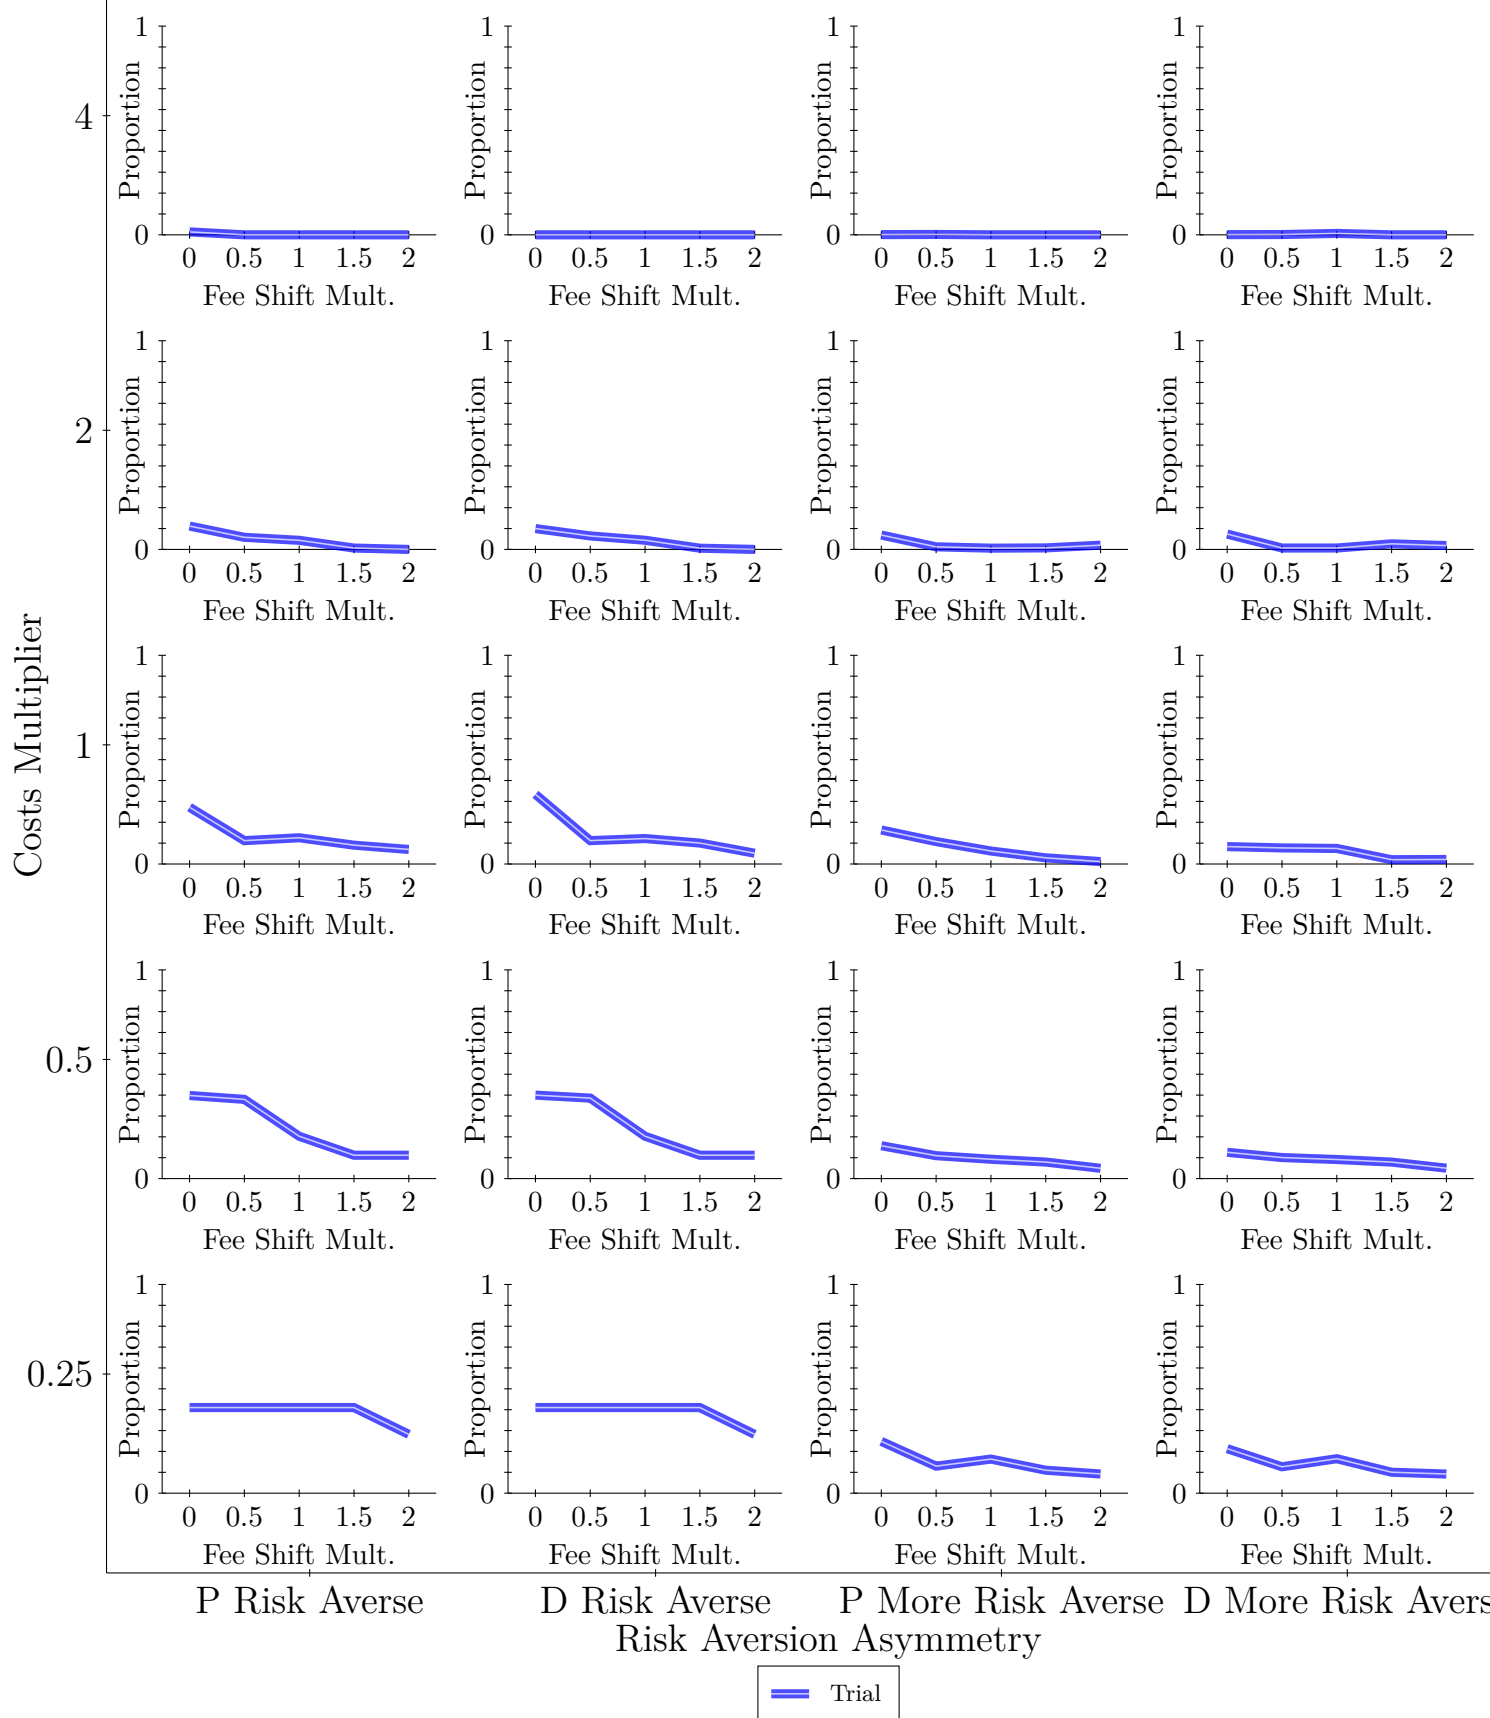 Costs Multiplier
4
1 1 1 1
Proportion Proportion Proportion Proportion
0 0 0 0
0 0.5 1 1.5 2 0 0.5 1 1.5 2 0 0.5 1 1.5 2 0 0.5 1 1.5 2
Fee Shift Mult. Fee Shift Mult. Fee Shift Mult. Fee Shift Mult.
2
1 1 1 1
Proportion Proportion Proportion Proportion
0 0 0 0
0 0.5 1 1.5 2 0 0.5 1 1.5 2 0 0.5 1 1.5 2 0 0.5 1 1.5 2
Fee Shift Mult. Fee Shift Mult. Fee Shift Mult. Fee Shift Mult.
1
1 1 1 1
Proportion Proportion Proportion Proportion
0 0 0 0
0 0.5 1 1.5 2 0 0.5 1 1.5 2 0 0.5 1 1.5 2 0 0.5 1 1.5 2
Fee Shift Mult. Fee Shift Mult. Fee Shift Mult. Fee Shift Mult.
0.5
1 1 1 1
Proportion Proportion Proportion Proportion
0 0 0 0
0 0.5 1 1.5 2 0 0.5 1 1.5 2 0 0.5 1 1.5 2 0 0.5 1 1.5 2
Fee Shift Mult. Fee Shift Mult. Fee Shift Mult. Fee Shift Mult.
0.25
1 1 1 1
Proportion Proportion Proportion Proportion
0 0 0 0
0 0.5 1 1.5 2 0 0.5 1 1.5 2 0 0.5 1 1.5 2 0 0.5 1 1.5 2
Fee Shift Mult. Fee Shift Mult. Fee Shift Mult. Fee Shift Mult.
P Risk Averse D Risk Averse P More Risk Averse D More Risk Avers
Risk Aversion Asymmetry
Trial